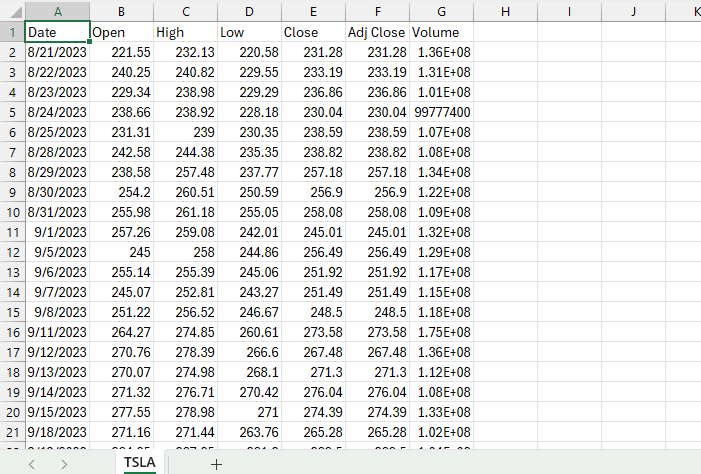 A B C D E F G H I J K
1 Date Open High Low Close Adj Close Volume
2 8/21/2023 221.55 232.13 220.58 231.28 231.28 1.36E+08
3 8/22/2023 240.25 240.82 229.55 233.19 233.19 1.31E+08
4 8/23/2023 229.34 238.98 229.29 236.86 236.86 1.01E+08
5 8/24/2023 238.66 238.92 228.18 230.04 230.04 99777400
6 8/25/2023 231.31 239 230.35 238.59 238.59 1.07E+08
7 8/28/2023 242.58 244.38 235.35 238.82 238.82 1.08E+08
8 8/29/2023 238.58 257.48 237.77 257.18 257.18 1.34E+08
9 8/30/2023 254.2 260.51 250.59 256.9 256.9 1.22E+08
10 8/31/2023 255.98 261.18 255.05 258.08 258.08 1.09E+08
11 9/1/2023 257.26 259.08 242.01 245.01 245.01 1.32E+08
12 9/5/2023 245 258 244.86 256.49 256.49 1.29E+08
13 9/6/2023 255.14 255.39 245.06 251.92 251.92 1.17E+08
14 9/7/2023 245.07 252.81 243.27 251.49 251.49 1.15E+08
15 9/8/2023 251.22 256.52 246.67 248.5 248.5 1.18E+08
16 9/11/2023 264.27 274.85 260.61 273.58 273.58 1.75E+08
17 9/12/2023 270.76 278.39 266.6 267.48 267.48 1.36E+08
18 9/13/2023 270.07 274.98 268.1 271.3 271.3 1.12E+08
19 9/14/2023 271.32 276.71 270.42 276.04 276.04 1.08E+08
20 9/15/2023 277.55 278.98 271 274.39 274.39 1.33E+08
21 9/18/2023 271.16 271.44 263.76 265.28 265.28 1.02E+08
TSLA